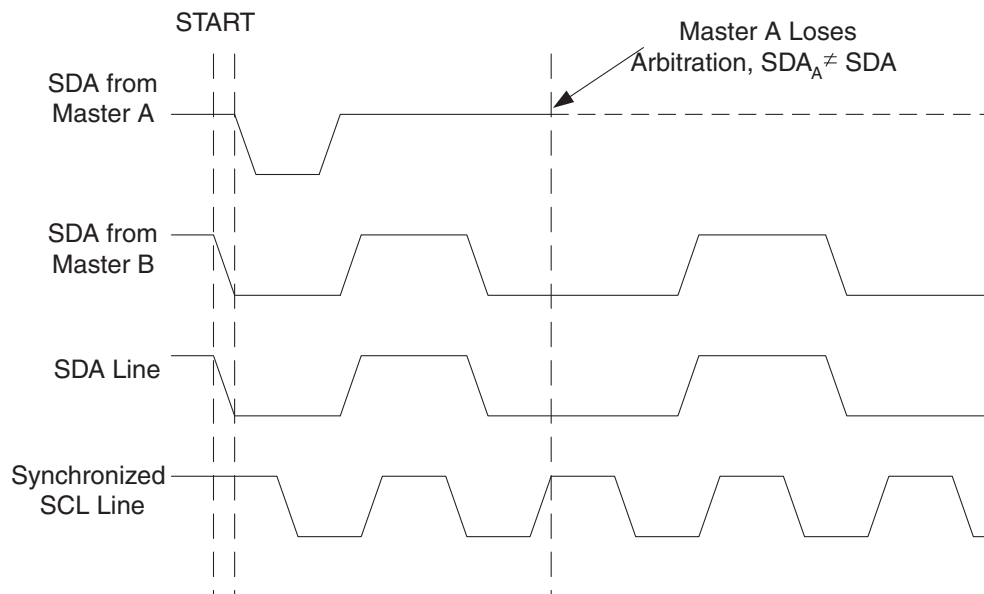 START
Master A Loses
Arbitration, SDA_A ≠ SDA
SDA from
Master A
SDA from
Master B
SDA Line
Synchronized
SCL Line